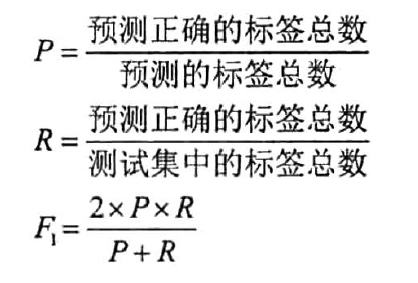 P = 预测正确的标签总数 / 预测的标签总数
R = 预测正确的标签总数 / 测试集中的标签总数
F₁ = 2×P×R / P+R